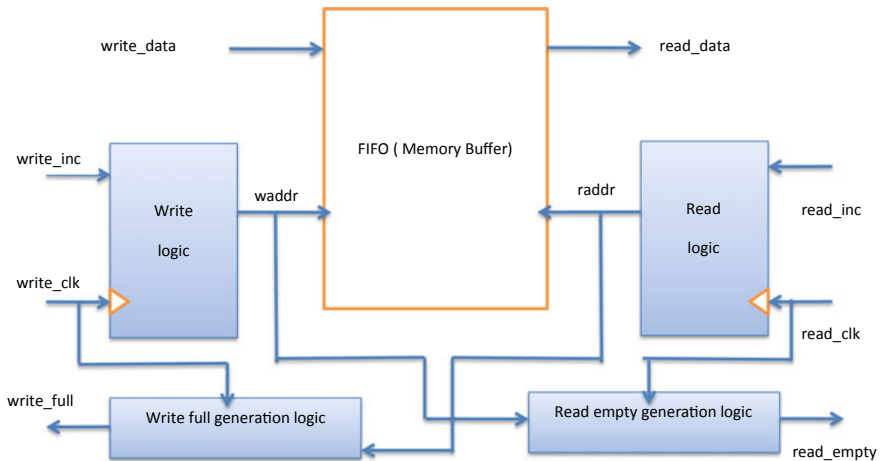 write_data
read_data
FIFO ( Memory Buffer)
write_inc
waddr
raddr
Write
logic
Read
logic
read_inc
write_clk
read_clk
write_full
Write full generation logic
Read empty generation logic
read_empty